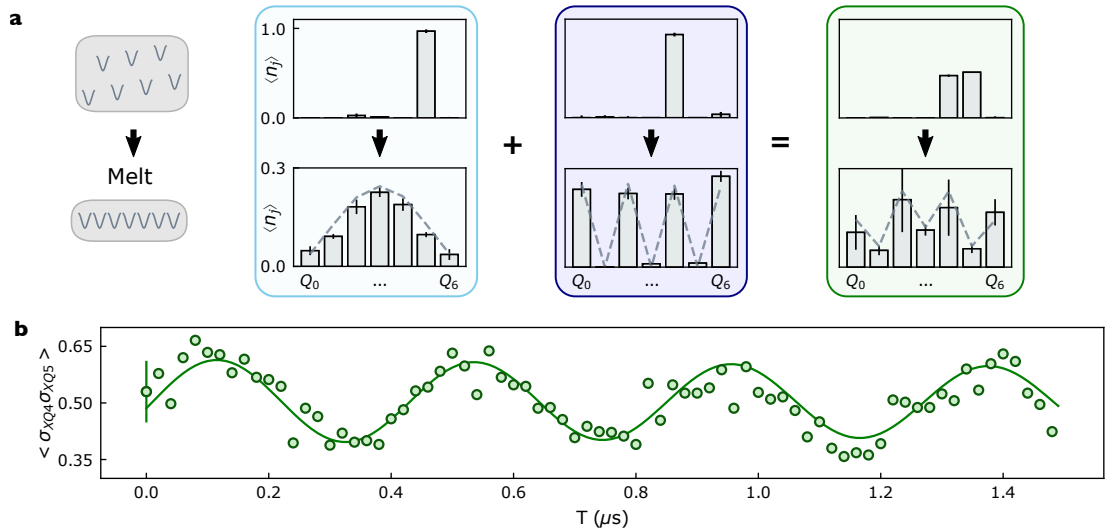 a
1.0
⟨n_j⟩
0.0
+
=
Melt
0.3
⟨n_j⟩
0.0
Q_0 ... Q_6
Q_0 ... Q_6
Q_0 ... Q_6
b
0.65
0.50
0.35
< σ_XQ4 σ_XQ5 >
0.0 0.2 0.4 0.6 0.8 1.0 1.2 1.4
T (μs)